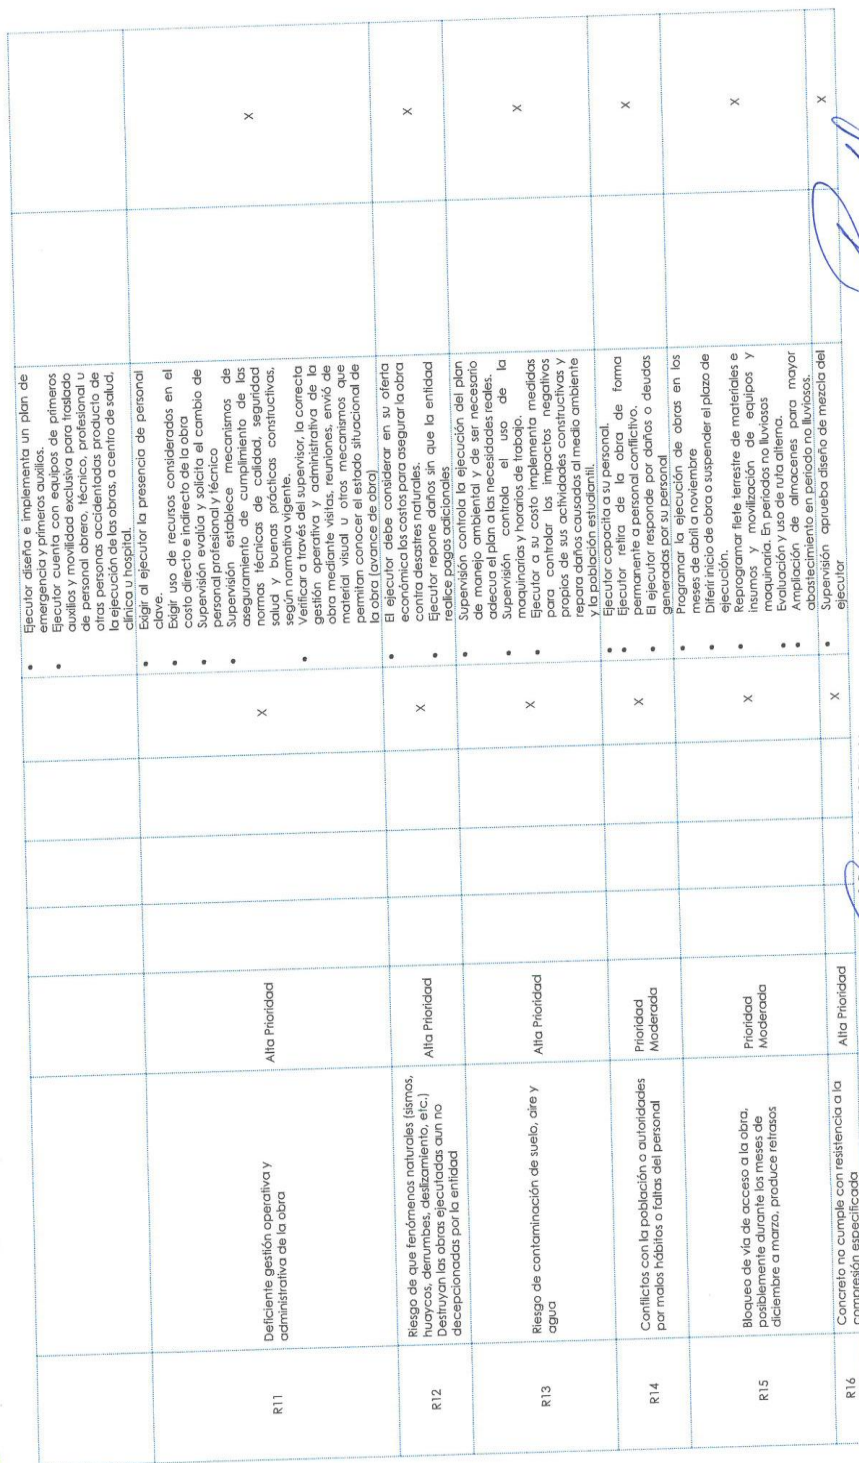 Ejecutor diseña e implementa un plan de
emergencia y primeros auxilios.
Ejecutor cuenta con equipos de primeros
auxilios y movilidad exclusiva para traslado
de personal obrero, técnico, profesional u
otras personas accidentadas producto de
la ejecución de las obras, a centro de salud,
clínica u hospital.
R11
Deficiente gestión operativa y
administrativa de la obra
Alta Prioridad
X
Exigir al ejecutor la presencia de personal
clave.
Exigir uso de recursos considerados en el
costo directo e indirecto de la obra
Supervisión evalúa y solicita el cambio de
personal profesional y técnico
Supervisión establece mecanismos de
aseguramiento de cumplimiento de las
normas técnicas de calidad, seguridad
salud y buenas prácticas constructivas,
según normativa vigente.
Verificar a través del supervisor, la correcta
gestión operativa y administrativa de la
obra mediante visitas, reuniones, envió de
material visual u otros mecanismos que
permitan conocer el estado situacional de
la obra (avance de obra)
X
R12
Riesgo de que fenómenos naturales (sismos,
huaycos, derrumbes, deslizamiento, etc.)
Destruyan las obras ejecutadas aun no
decepcionadas por la entidad
Alta Prioridad
X
El ejecutor debe considerar en su oferta
económica los costos para asegurar la obra
contra desastres naturales.
Ejecutor repone daños sin que la entidad
realice pagos adicionales
X
R13
Riesgo de contaminación de suelo, aire y
agua
Alta Prioridad
X
Supervisión controla la ejecución del plan
de manejo ambiental y de ser necesario
adecua el plan a las necesidades reales.
Supervisión controla el uso de la
maquinarias y horarios de trabajo.
Ejecutor a su costo implementa medidas
para controlar los impactos negativos
propios de sus actividades constructivas y
repara daños causados al medio ambiente
y la población estudiantil.
X
R14
Conflictos con la población o autoridades
por malos hábitos o faltas del personal
Prioridad
Moderada
X
Ejecutor capacita a su personal.
Ejecutor retira de la obra de forma
permanente a personal conflictivo.
El ejecutor responde por daños o deudas
generadas por su personal
X
R15
Bloqueo de vía de acceso a la obra,
posiblemente durante los meses de
diciembre a marzo, produce retrasos
Prioridad
Moderada
X
Programar la ejecución de obras en los
meses de abril a noviembre
Diferir inicio de obra o suspender el plazo de
ejecución.
Reprogramar flete terrestre de materiales e
insumos y movilización de equipos y
maquinaria. En periodos no lluviosos
Evaluación y uso de ruta alterna.
Ampliación de almacenes para mayor
abastecimiento en periodo no lluviosos.
X
R16
Concreto no cumple con resistencia a la
compresión especificada
Alta Prioridad
X
Supervisión aprueba diseño de mezcla del
ejecutor
X